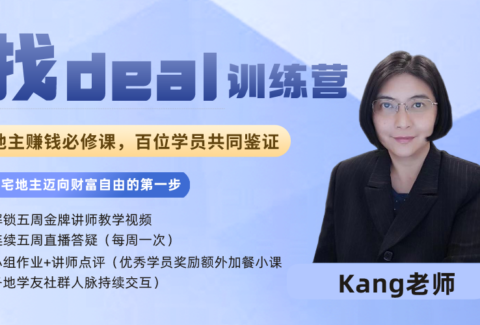 找deal训练营
地主赚钱必修课，百位学员共同鉴证
宅地主迈向财富自由的第一步
解锁五周金牌讲师教学视频
连续五周直播答疑（每周一次）
小组作业+讲师点评（优秀学员奖励额外加餐小课
地学友社群人脉持续交互）
Kang老师